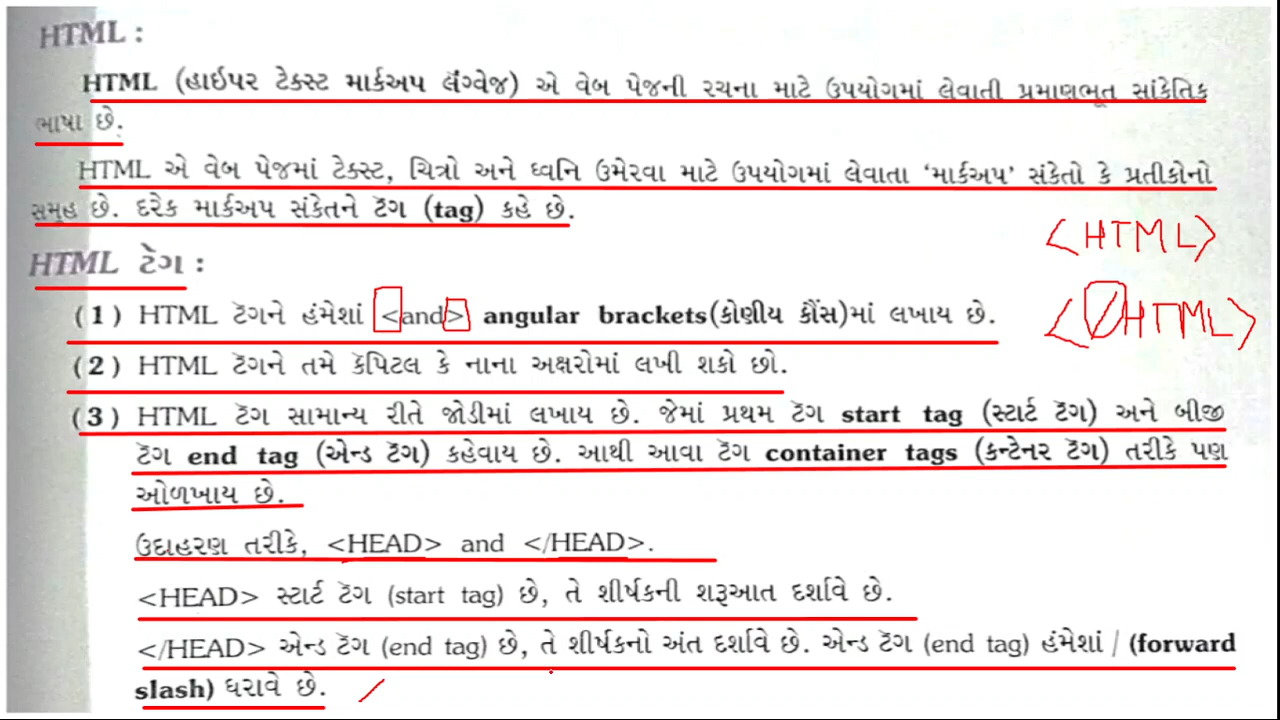 HTML :
HTML (હાઈપર ટેક્સ્ટ માર્કઅપ લૅંગ્વેજ) એ વેબ પેજની રચના માટે ઉપયોગમાં લેવાતી પ્રમાણભૂત સાંકેતિક
ભાષા છે.
HTML એ વેબ પેજમાં ટેક્સ્ટ, ચિત્રો અને ધ્વનિ ઉમેરવા માટે ઉપયોગમાં લેવાતા ‘માર્કઅપ’ સંકેતો કે પ્રતીકોનો
સમૂહ છે. દરેક માર્કઅપ સંકેતને ટૅગ (tag) કહે છે.
<HTML>
HTML ટૅગ :
(1) HTML ટૅગને હંમેશાં <and> angular brackets(કોણીય કૌંસ)માં લખાય છે.
</HTML>
(2) HTML ટૅગને તમે કૅપિટલ કે નાના અક્ષરોમાં લખી શકો છો.
(3) HTML ટૅગ સામાન્ય રીતે જોડીમાં લખાય છે. જેમાં પ્રથમ ટૅગ start tag (સ્ટાર્ટ ટૅગ) અને બીજી
ટૅગ end tag (એન્ડ ટૅગ) કહેવાય છે. આથી આવા ટૅગ container tags (કન્ટેનર ટૅગ) તરીકે પણ
ઓળખાય છે.
ઉદાહરણ તરીકે, <HEAD> and </HEAD>.
<HEAD> સ્ટાર્ટ ટૅગ (start tag) છે, તે શીર્ષકની શરૂઆત દર્શાવે છે.
</HEAD> એન્ડ ટૅગ (end tag) છે, તે શીર્ષકનો અંત દર્શાવે છે. એન્ડ ટૅગ (end tag) હંમેશાં / (forward
slash) ધરાવે છે. /